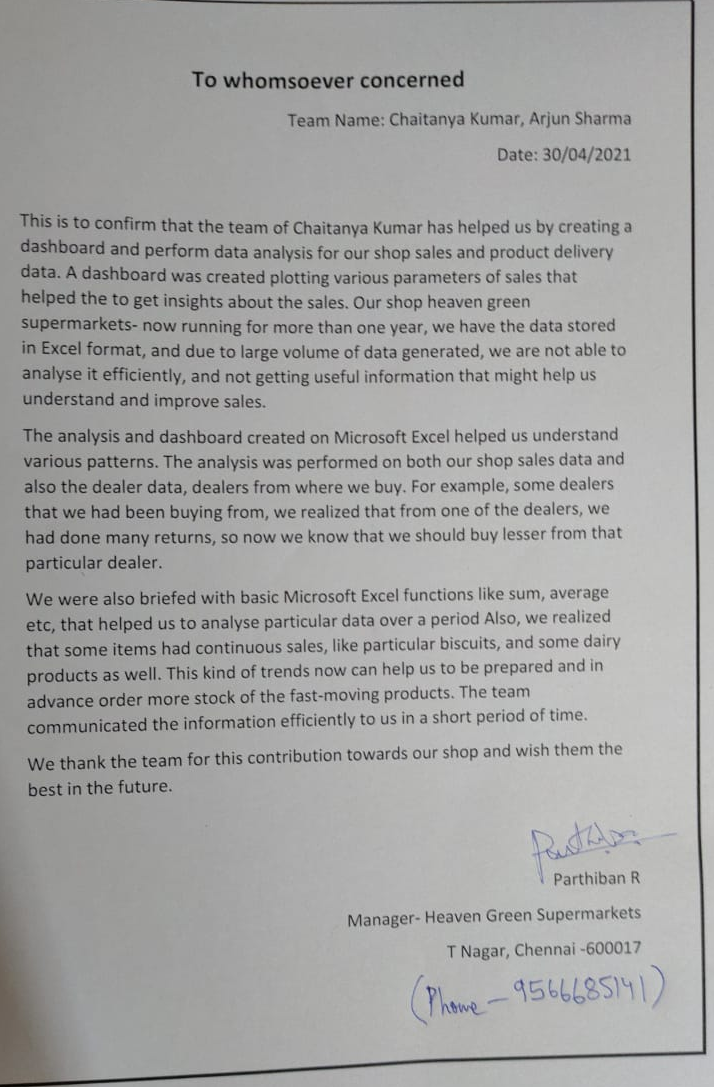 To whomsoever concerned
Team Name: Chaitanya Kumar, Arjun Sharma
Date: 30/04/2021
This is to confirm that the team of Chaitanya Kumar has helped us by creating a
dashboard and perform data analysis for our shop sales and product delivery
data. A dashboard was created plotting various parameters of sales that
helped the to get insights about the sales. Our shop heaven green
supermarkets- now running for more than one year, we have the data stored
in Excel format, and due to large volume of data generated, we are not able to
analyse it efficiently, and not getting useful information that might help us
understand and improve sales.
The analysis and dashboard created on Microsoft Excel helped us understand
various patterns. The analysis was performed on both our shop sales data and
also the dealer data, dealers from where we buy. For example, some dealers
that we had been buying from, we realized that from one of the dealers, we
had done many returns, so now we know that we should buy lesser from that
particular dealer.
We were also briefed with basic Microsoft Excel functions like sum, average
etc, that helped us to analyse particular data over a period Also, we realized
that some items had continuous sales, like particular biscuits, and some dairy
products as well. This kind of trends now can help us to be prepared and in
advance order more stock of the fast-moving products. The team
communicated the information efficiently to us in a short period of time.
We thank the team for this contribution towards our shop and wish them the
best in the future.
Parthiban R
Manager- Heaven Green Supermarkets
T Nagar, Chennai -600017
(Phone - 9566685141)